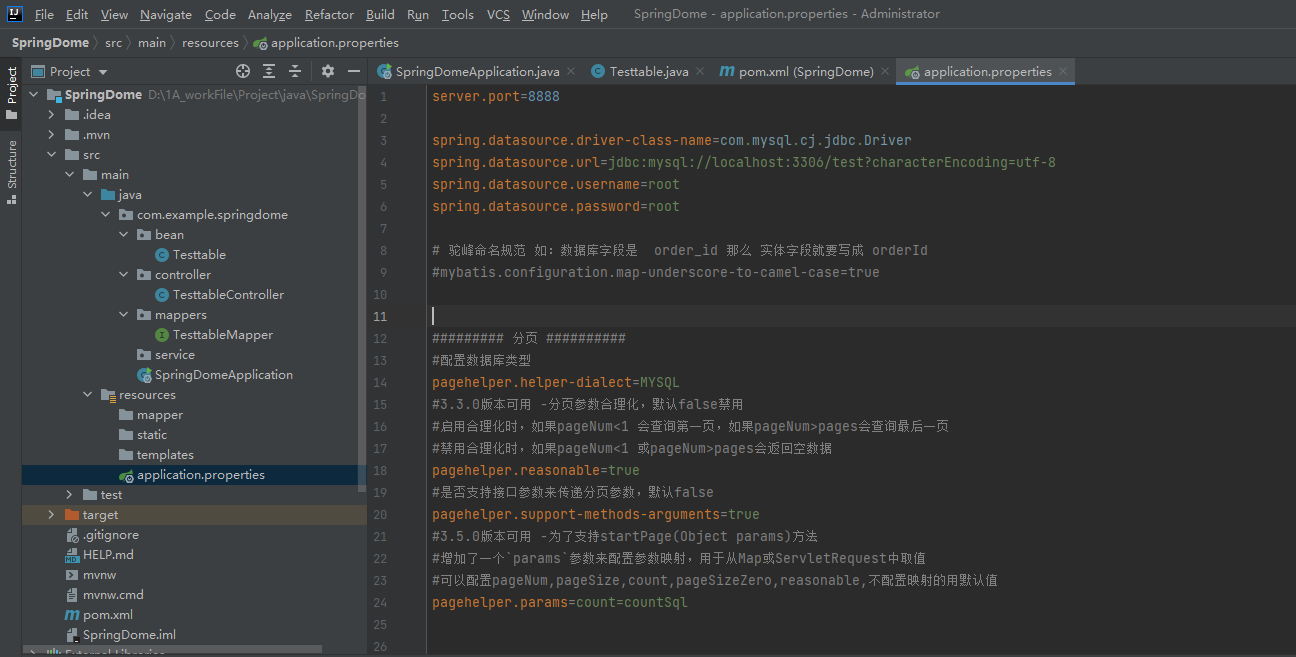 File Edit View Navigate Code Analyze Refactor Build Run Tools VCS Window Help SpringDome - application.properties - Administrator
SpringDome src main resources application.properties
Project
Structure
Project
SpringDome D:\1A_workFile\Project\java\SpringDo
.idea
.mvn
src
main
java
com.example.springdome
bean
Testtable
controller
TesttableController
mappers
TesttableMapper
service
SpringDomeApplication
resources
mapper
static
templates
application.properties
test
target
.gitignore
HELP.md
mvnw
mvnw.cmd
pom.xml
SpringDome.iml
SpringDomeApplication.java Testtable.java pom.xml (SpringDome) application.properties
1 server.port=8888
2
3 spring.datasource.driver-class-name=com.mysql.cj.jdbc.Driver
4 spring.datasource.url=jdbc:mysql://localhost:3306/test?characterEncoding=utf-8
5 spring.datasource.username=root
6 spring.datasource.password=root
7
8 # 驼峰命名规范 如：数据库字段是 order_id 那么 实体字段就要写成 orderId
9 #mybatis.configuration.map-underscore-to-camel-case=true
10
11
12 ######### 分页 ##########
13 #配置数据库类型
14 pagehelper.helper-dialect=MYSQL
15 #3.3.0版本可用 -分页参数合理化，默认false禁用
16 #启用合理化时，如果pageNum<1 会查询第一页，如果pageNum>pages会查询最后一页
17 #禁用合理化时，如果pageNum<1 或pageNum>pages会返回空数据
18 pagehelper.reasonable=true
19 #是否支持接口参数来传递分页参数，默认false
20 pagehelper.support-methods-arguments=true
21 #3.5.0版本可用 -为了支持startPage(Object params)方法
22 #增加了一个`params`参数来配置参数映射，用于从Map或ServletRequest中取值
23 #可以配置pageNum,pageSize,count,pageSizeZero,reasonable,不配置映射的用默认值
24 pagehelper.params=count=countSql
25
26